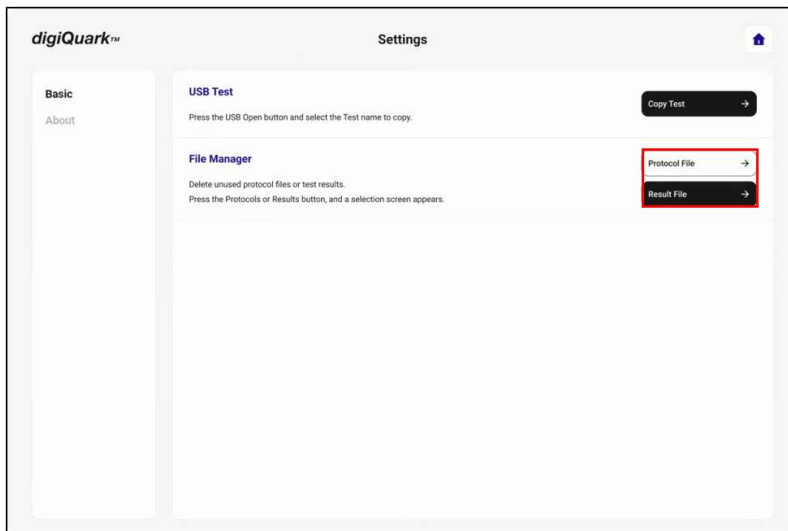 digiQuark™
Settings
Basic
About
USB Test
Press the USB Open button and select the Test name to copy.
Copy Test
File Manager
Delete unused protocol files or test results.
Press the Protocols or Results button, and a selection screen appears.
Protocol File
Result File